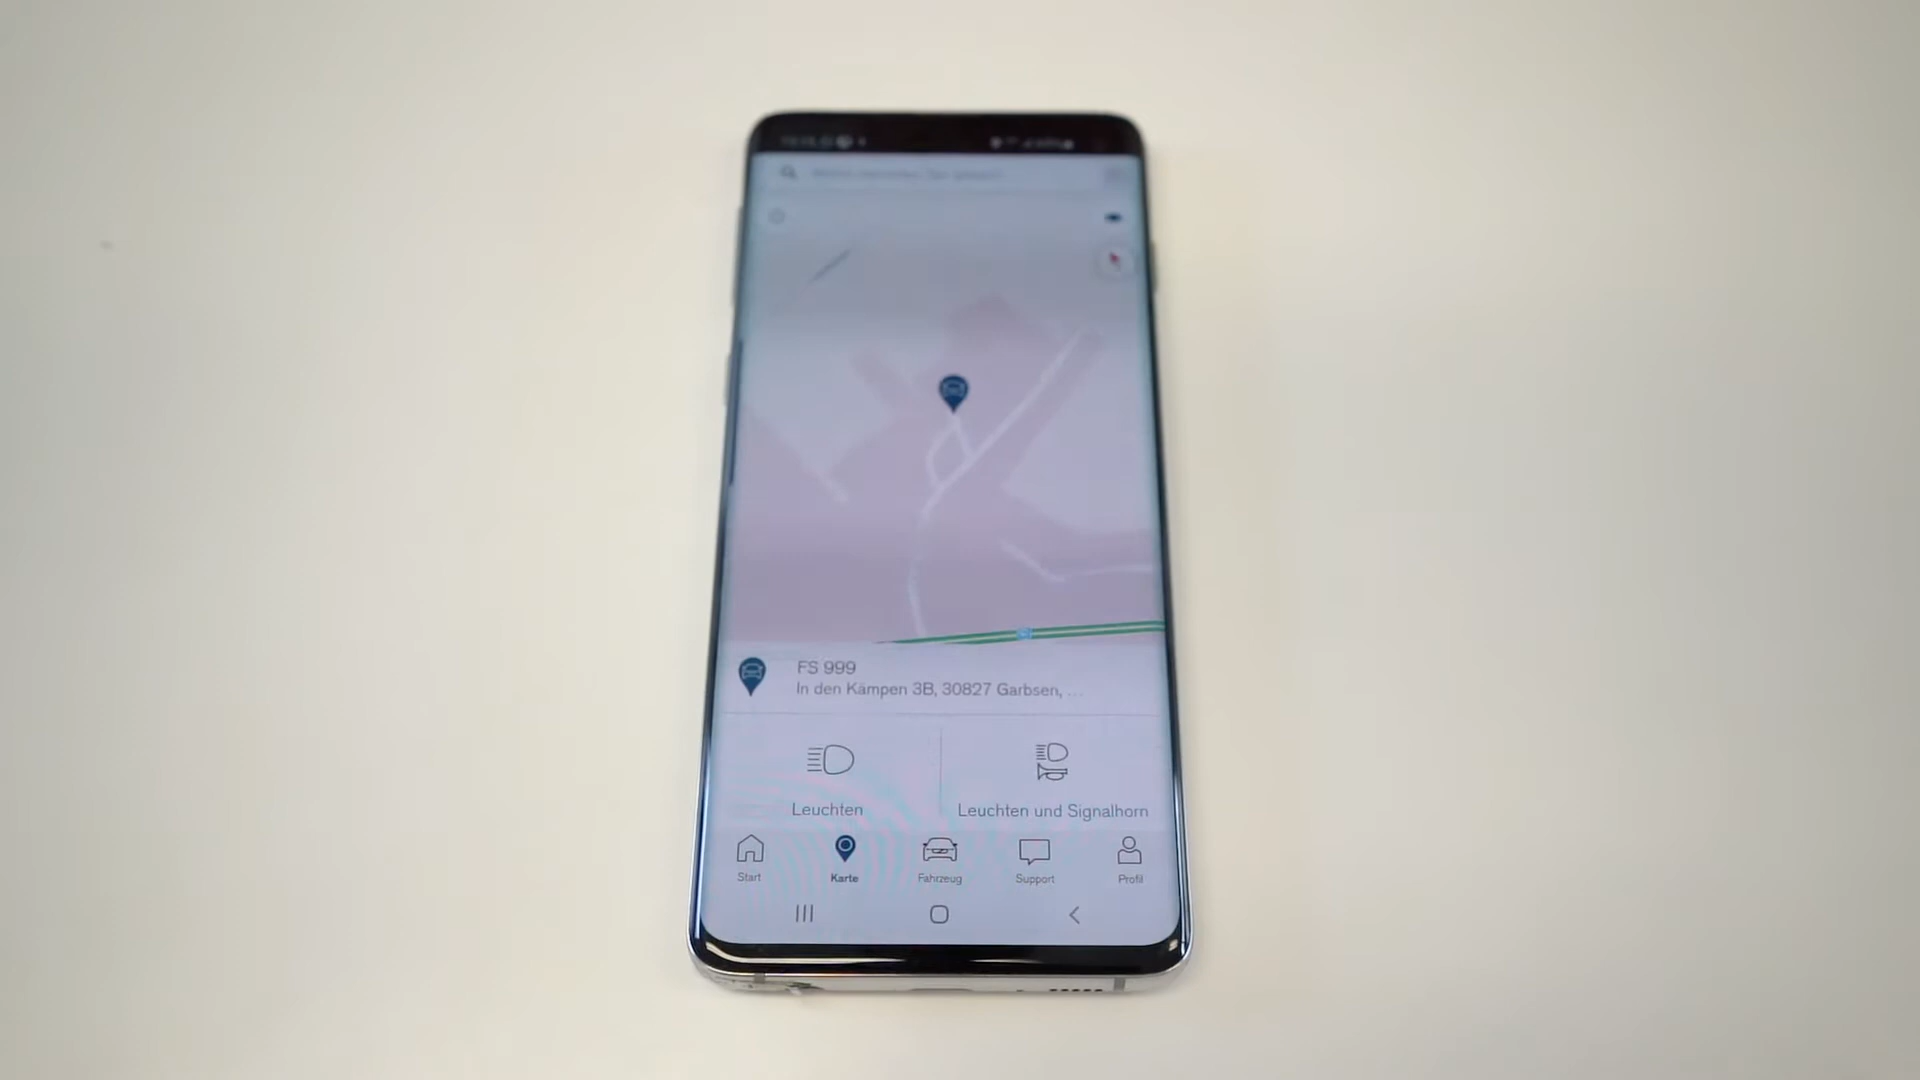 FS 999
In den Kämpen 3B, 30827 Garbsen, ...
Leuchten
Leuchten und Signalhorn
Start
Karte
Fahrzeug
Support
Profil